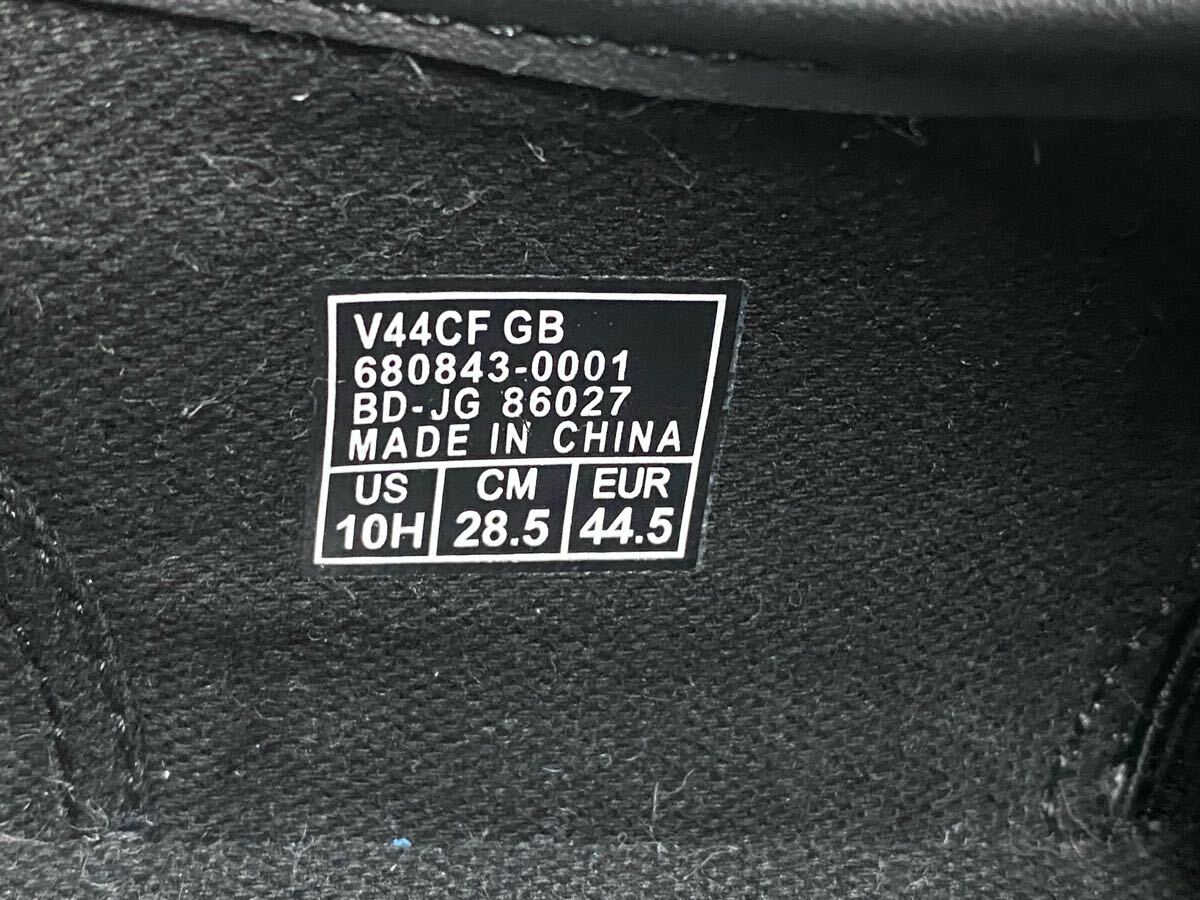 V44CF GB
680843-0001
BD-JG 86027
MADE IN CHINA
US CM EUR
10H 28.5 44.5